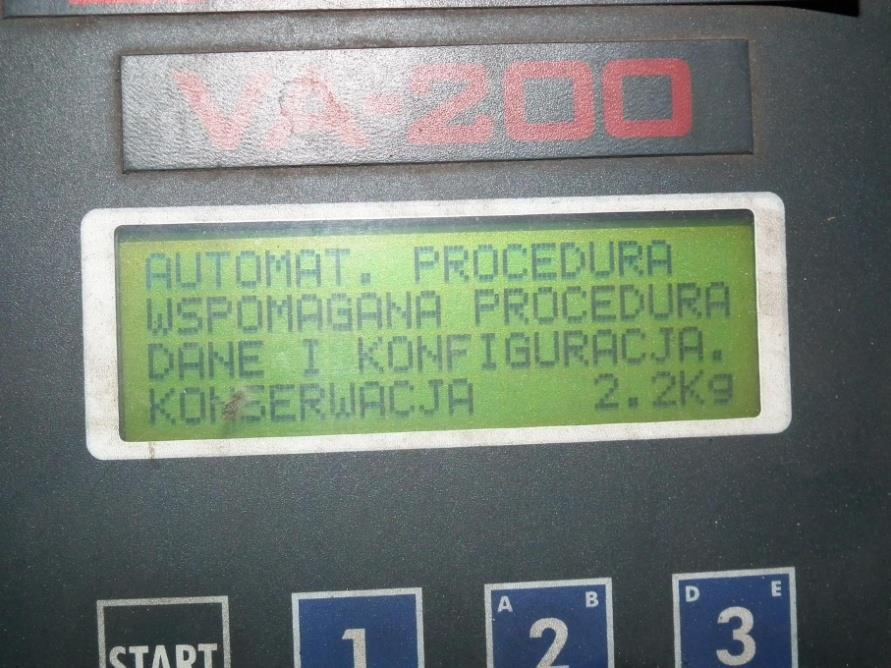 VA-200
AUTOMAT. PROCEDURA
WSPOMAGANA PROCEDURA
DANE I KONFIGURACJA.
KONSERWACJA 2.2Kg
START
1
A B
2
D E
3